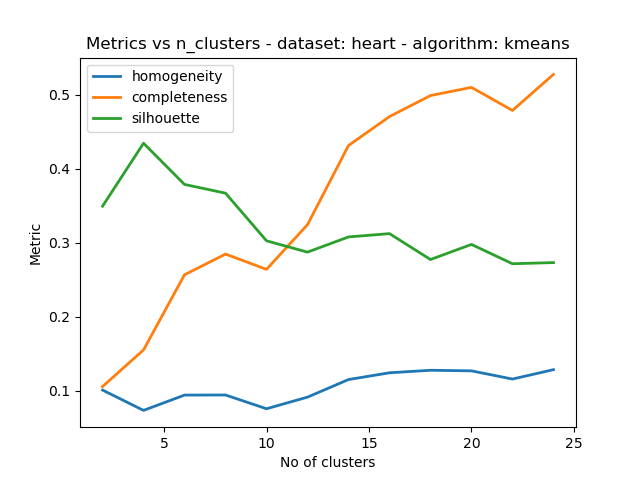 Metrics vs n_clusters - dataset: heart - algorithm: kmeans
homogeneity
completeness
silhouette
0.5
0.4
0.3
0.2
0.1
Metric
5
10
15
20
25
No of clusters